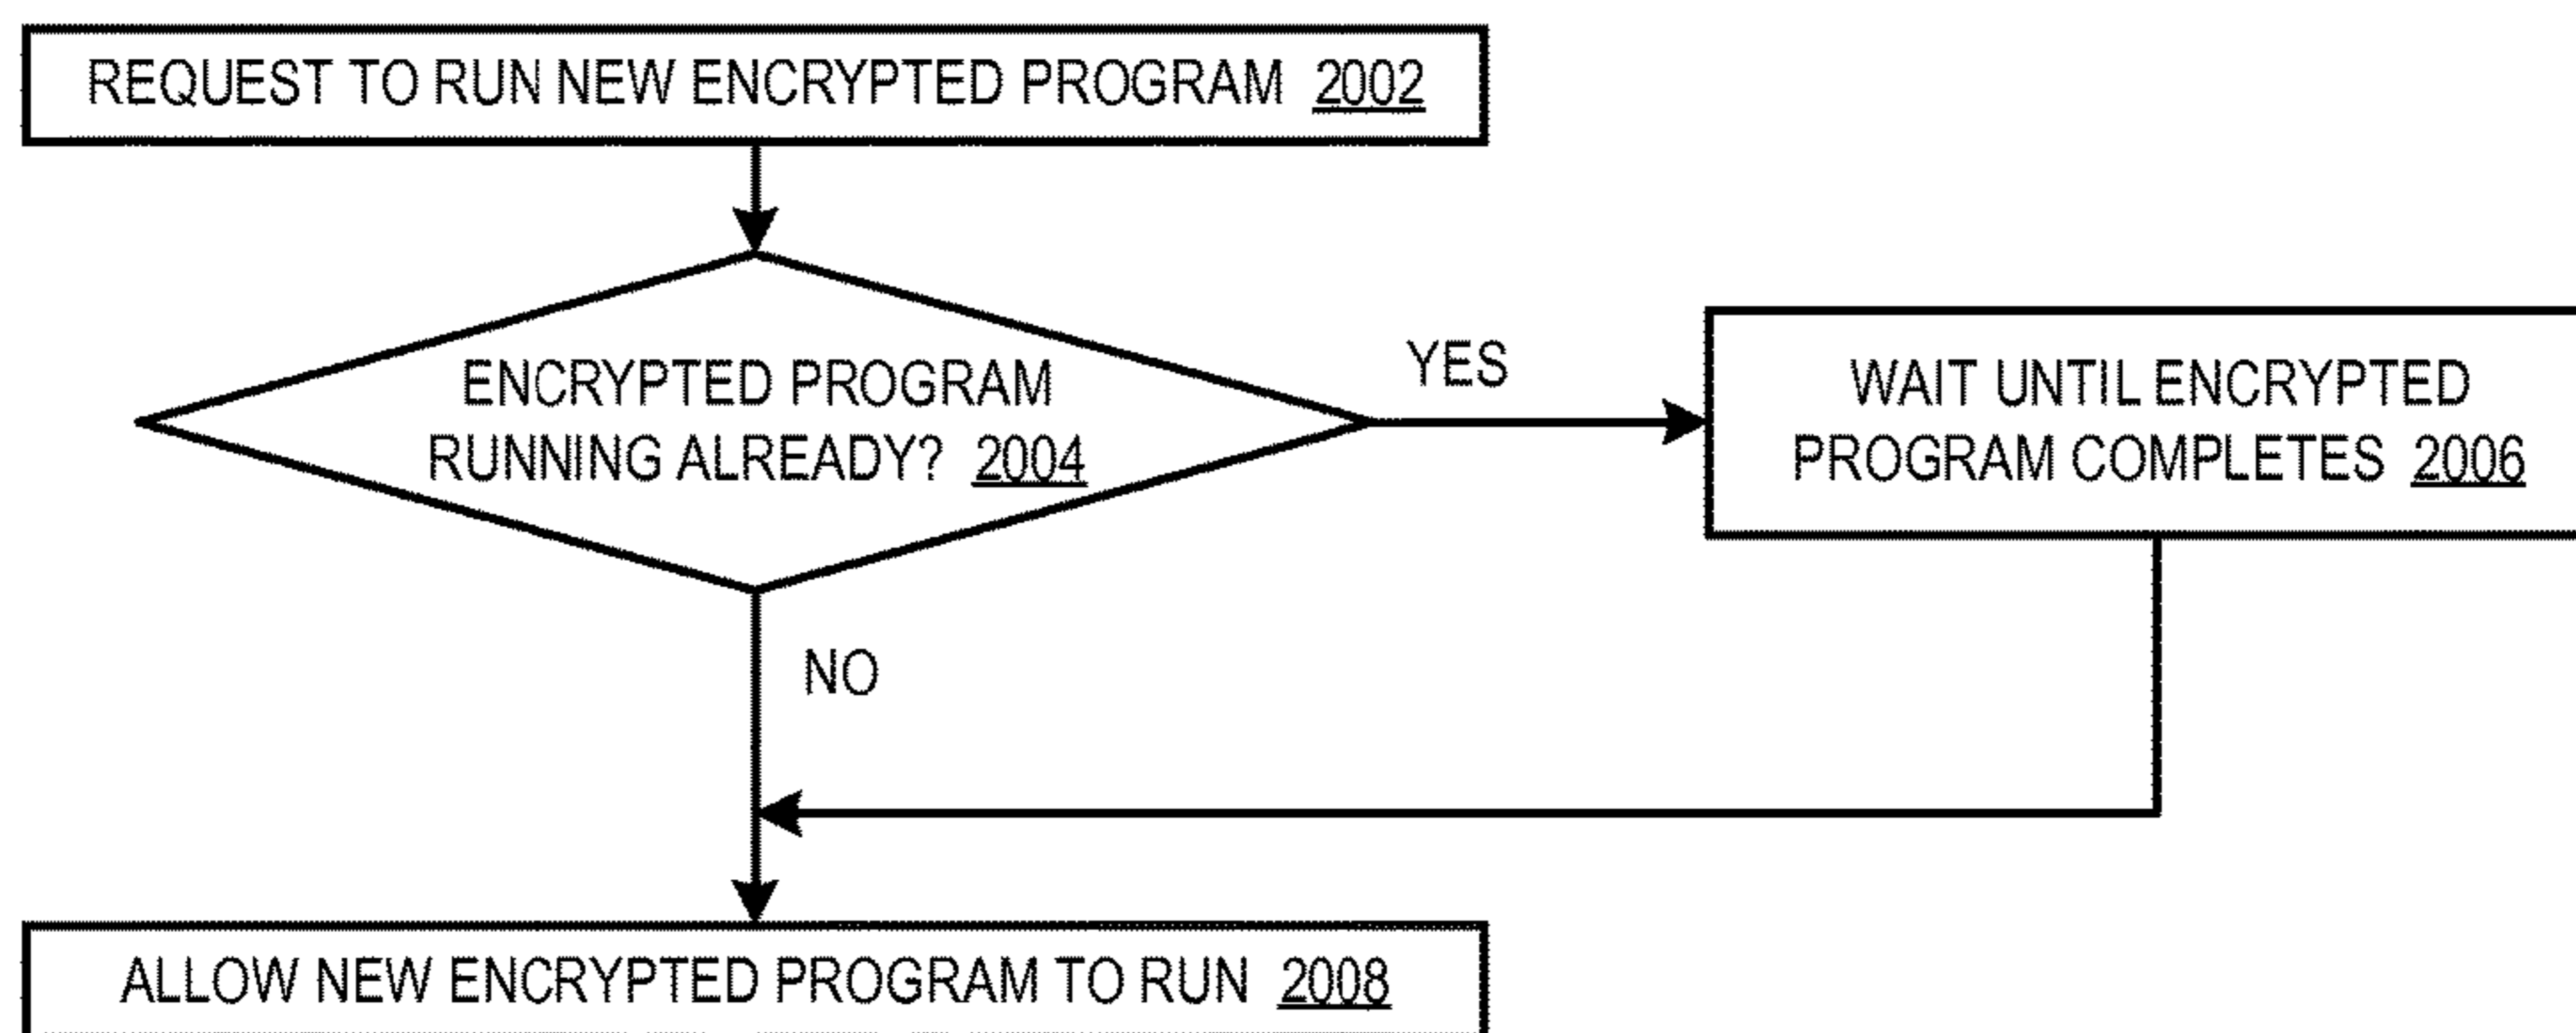 REQUEST TO RUN NEW ENCRYPTED PROGRAM 2002
ENCRYPTED PROGRAM
RUNNING ALREADY? 2004
YES
WAIT UNTIL ENCRYPTED
PROGRAM COMPLETES 2006
NO
ALLOW NEW ENCRYPTED PROGRAM TO RUN 2008